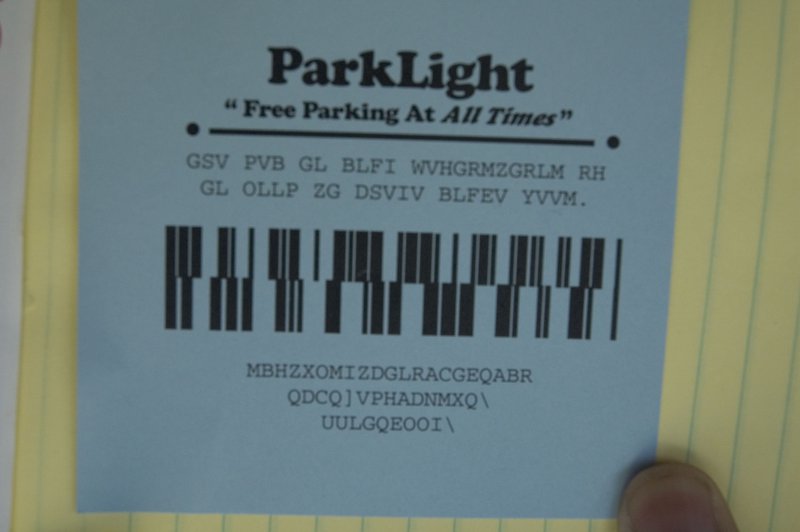 ParkLight
“Free Parking At All Times”
GSV PVB GL BLFI WVHGRMZGRLM RH
GL OLLP ZG DSVIV BLFEV YVVM.
MBHZXOMIZDGLRACGEQABR
QDCQ]VPHADNMXQ\
UULGQEOOI\